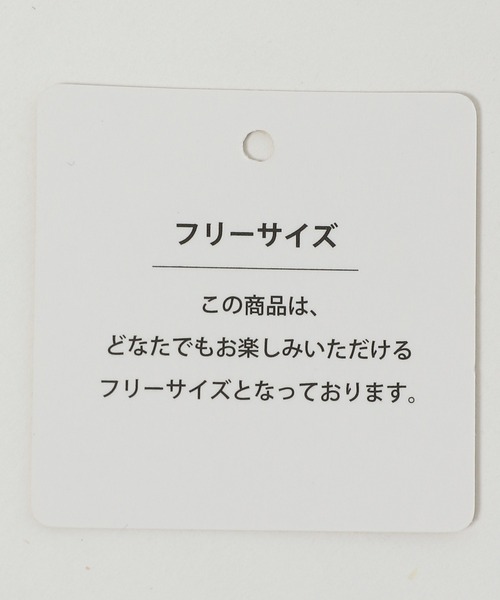 フリーサイズ
この商品は、
どなたでもお楽しみいただける
フリーサイズとなっております。